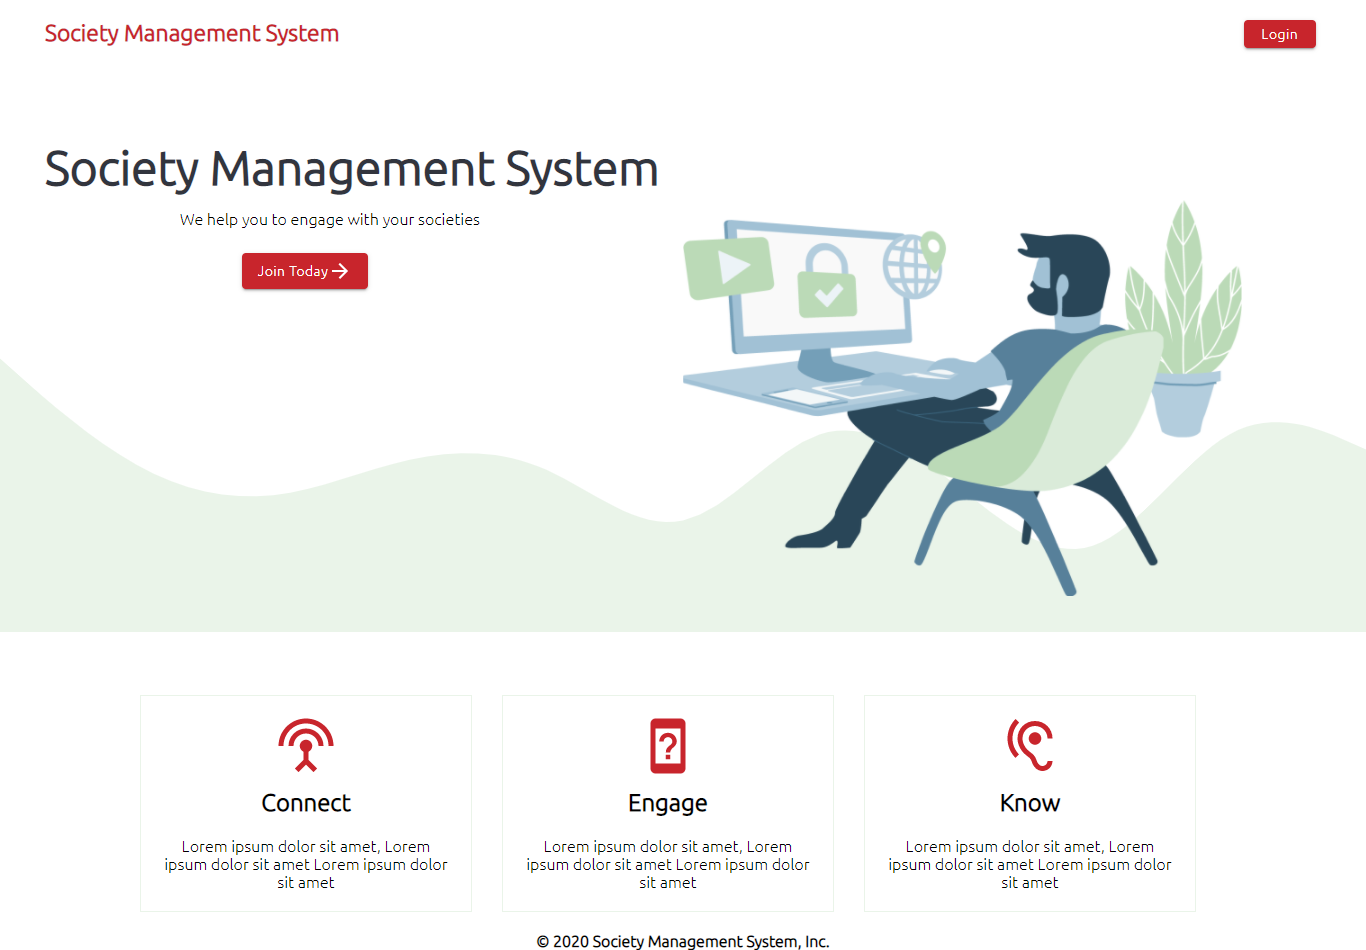 Society Management System
Login
Society Management System
We help you to engage with your societies
Join Today
Connect
Lorem ipsum dolor sit amet, Lorem
ipsum dolor sit amet Lorem ipsum dolor
sit amet
Engage
Lorem ipsum dolor sit amet, Lorem
ipsum dolor sit amet Lorem ipsum dolor
sit amet
Know
Lorem ipsum dolor sit amet, Lorem
ipsum dolor sit amet Lorem ipsum dolor
sit amet
© 2020 Society Management System, Inc.